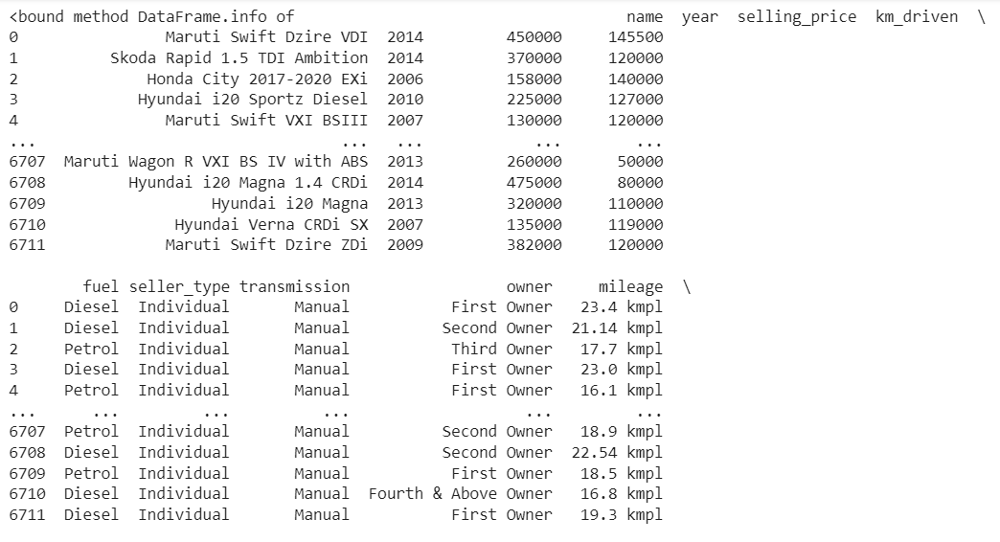 <bound method DataFrame.info of                                     name  year  selling_price  km_driven  \
0                Maruti Swift Dzire VDI  2014         450000     145500
1          Skoda Rapid 1.5 TDI Ambition  2014         370000     120000
2              Honda City 2017-2020 EXi  2006         158000     140000
3             Hyundai i20 Sportz Diesel  2010         225000     127000
4                Maruti Swift VXI BSIII  2007         130000     120000
...                                 ...   ...            ...        ...
6707  Maruti Wagon R VXI BS IV with ABS  2013         260000      50000
6708         Hyundai i20 Magna 1.4 CRDi  2014         475000      80000
6709                  Hyundai i20 Magna  2013         320000     110000
6710              Hyundai Verna CRDi SX  2007         135000     119000
6711             Maruti Swift Dzire ZDi  2009         382000     120000
        fuel seller_type transmission                 owner     mileage  \
0     Diesel  Individual       Manual           First Owner   23.4 kmpl
1     Diesel  Individual       Manual          Second Owner  21.14 kmpl
2     Petrol  Individual       Manual           Third Owner   17.7 kmpl
3     Diesel  Individual       Manual           First Owner   23.0 kmpl
4     Petrol  Individual       Manual           First Owner   16.1 kmpl
...      ...         ...          ...                   ...         ...
6707  Petrol  Individual       Manual          Second Owner   18.9 kmpl
6708  Diesel  Individual       Manual          Second Owner  22.54 kmpl
6709  Petrol  Individual       Manual           First Owner   18.5 kmpl
6710  Diesel  Individual       Manual  Fourth & Above Owner   16.8 kmpl
6711  Diesel  Individual       Manual           First Owner   19.3 kmpl